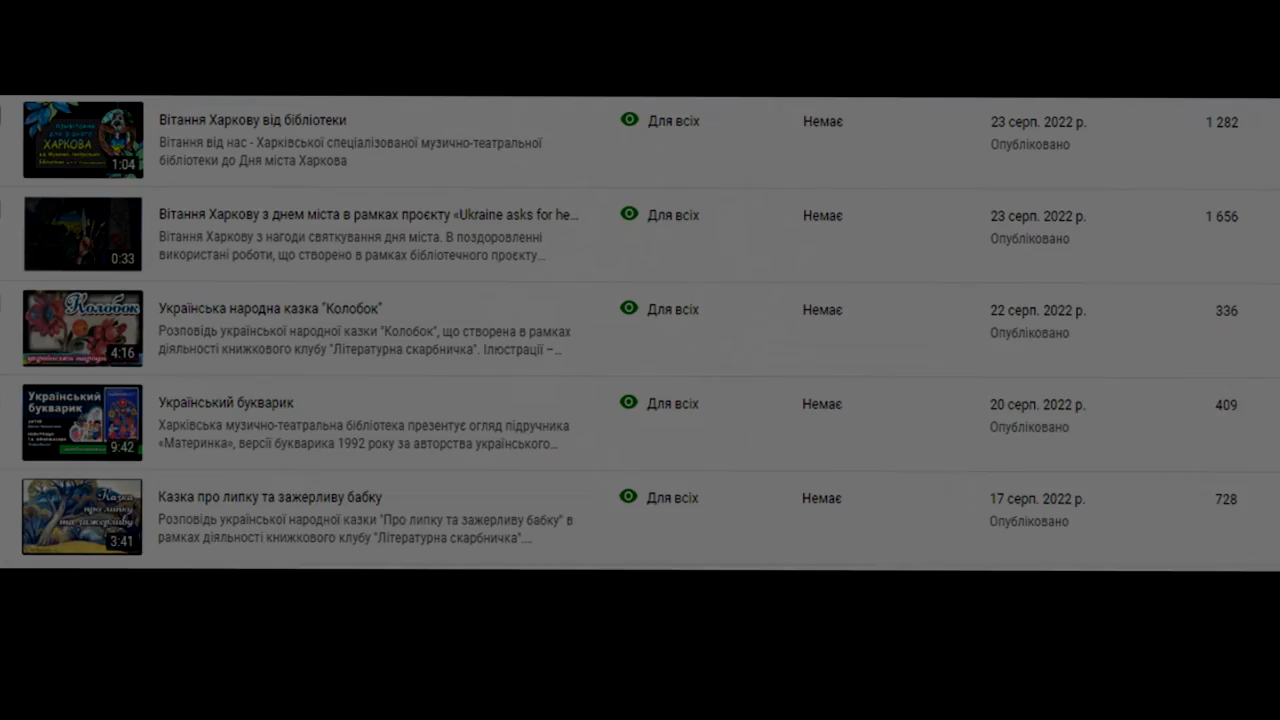 Вітання Харкову від бібліотеки
Вітання від нас - Харківської спеціалізованої музично-театральної
бібліотеки до Дня міста Харкова
Для всіх
Немає
23 серп. 2022 р.
Опубліковано
1 282
ХАРКОВА
1:04
Вітання Харкову з днем міста в рамках проєкту «Ukraine asks for he...
Вітання Харкову з нагоди святкування дня міста. В поздоровленні
використані роботи, що створено в рамках бібліотечного проєкту...
Для всіх
Немає
23 серп. 2022 р.
Опубліковано
1 656
0:33
Колобок
4:16
Українська народна казка "Колобок"
Розповідь української народної казки "Колобок", що створена в рамках
діяльності книжкового клубу "Літературна скарбничка". Ілюстрації –...
Для всіх
Немає
22 серп. 2022 р.
Опубліковано
336
Український
букварик
9:42
Український букварик
Харківська музично-театральна бібліотека презентує огляд підручника
«Материнка», версії букварика 1992 року за авторства українського...
Для всіх
Немає
20 серп. 2022 р.
Опубліковано
409
Казка
про липку
та зажерливу
3:41
Казка про липку та зажерливу бабку
Розповідь української народної казки "Про липку та зажерливу бабку" в
рамках діяльності книжкового клубу "Літературна скарбничка"....
Для всіх
Немає
17 серп. 2022 р.
Опубліковано
728